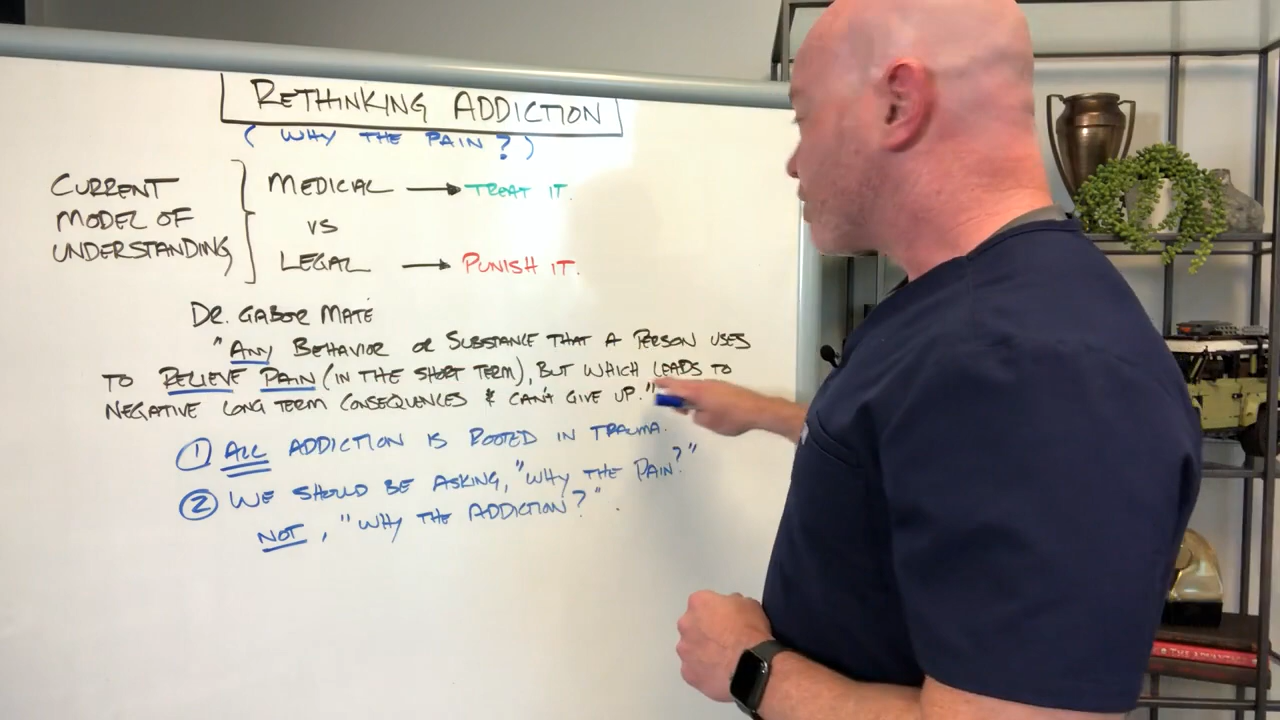 RETHINKING ADDICTION
(WHY THE PAIN?)
CURRENT MODEL OF UNDERSTANDING
MEDICIAL → TREAT IT.
VS
LEGAL → PUNISH IT.
DR. GABOR MATE
"ANY BEHAVIOR OR SUBSTANCE THAT A PERSON USES
TO RELIEVE PAIN (IN THE SHORT TERM), BUT WHICH LEADS TO
NEGATIVE LONG TERM CONSEQUENCES & CAN'T GIVE UP."
① ALL ADDICTION IS ROOTED IN TRAUMA.
② WE SHOULD BE ASKING, "WHY THE PAIN?"
NOT, "WHY THE ADDICTION?".